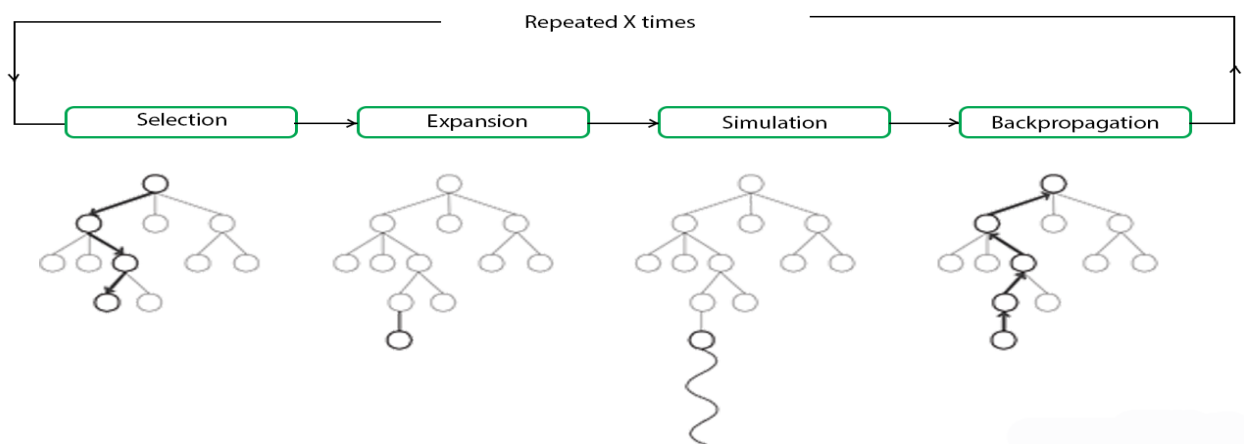 Repeated X times
Selection
Expansion
Simulation
Backpropagation